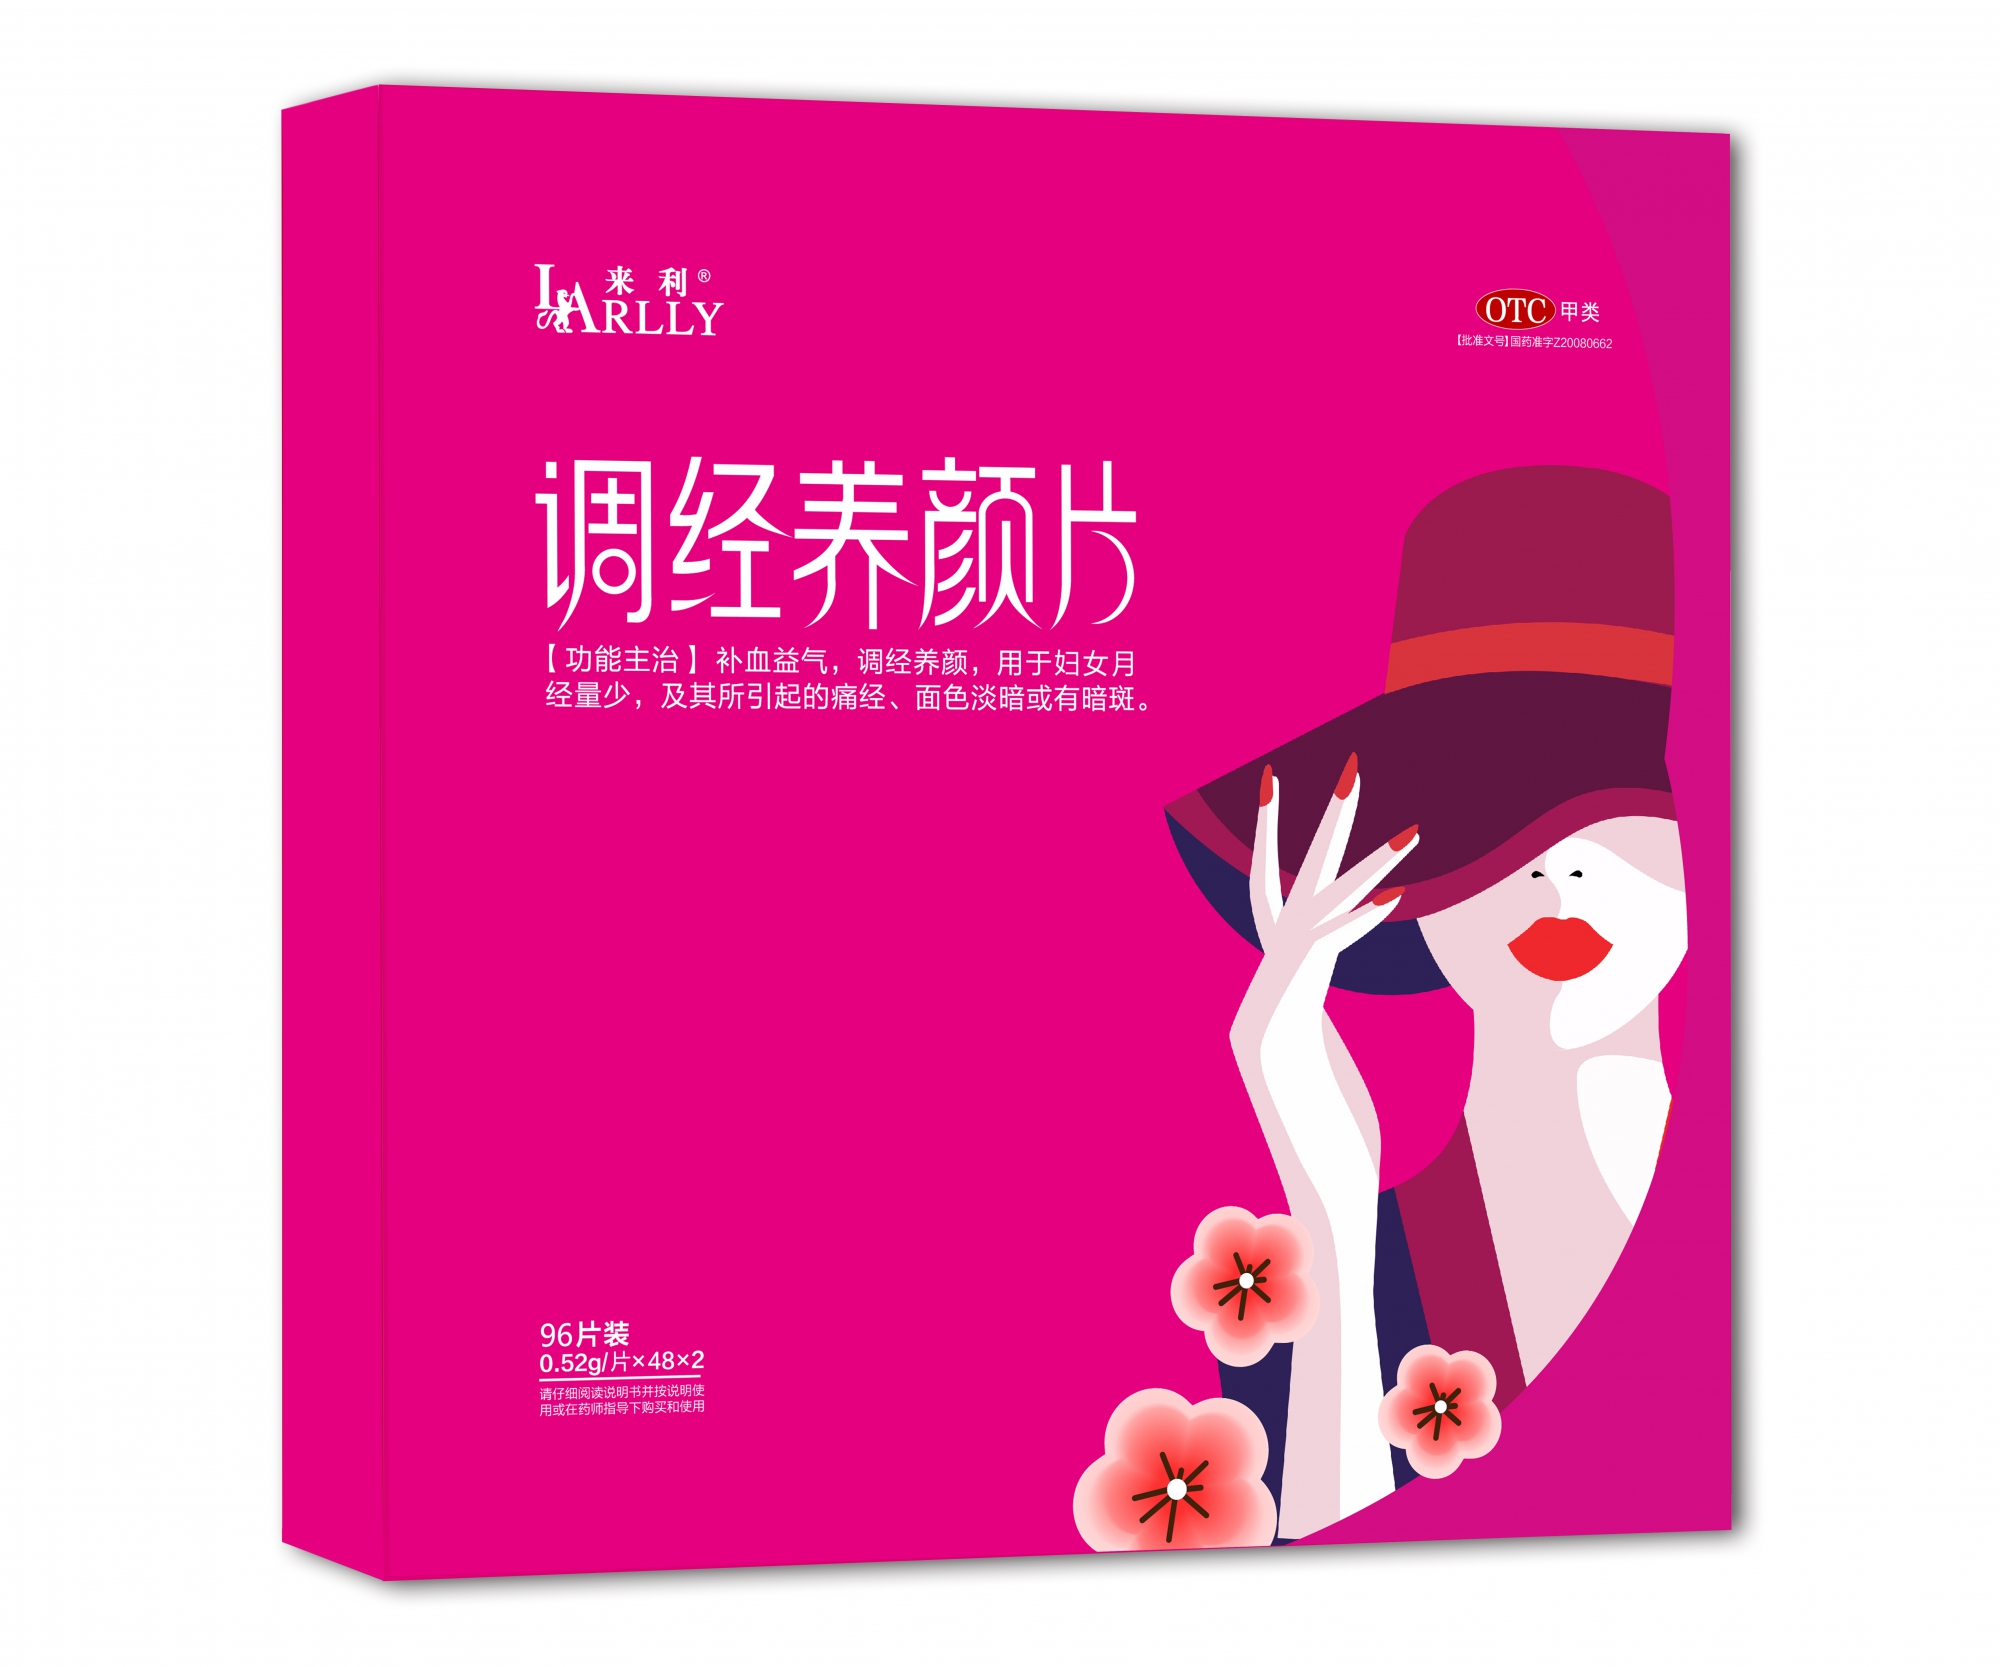 来利®
LARLLY
OTC 甲类
【批准文号】国药准字Z20080662
调经养颜片
【功能主治】补血益气，调经养颜，用于妇女月
经量少，及其所引起的痛经、面色淡暗或有暗斑。
96片装
0.52g/片×48×2
请仔细阅读说明书并按说明使
用或在药师指导下购买和使用